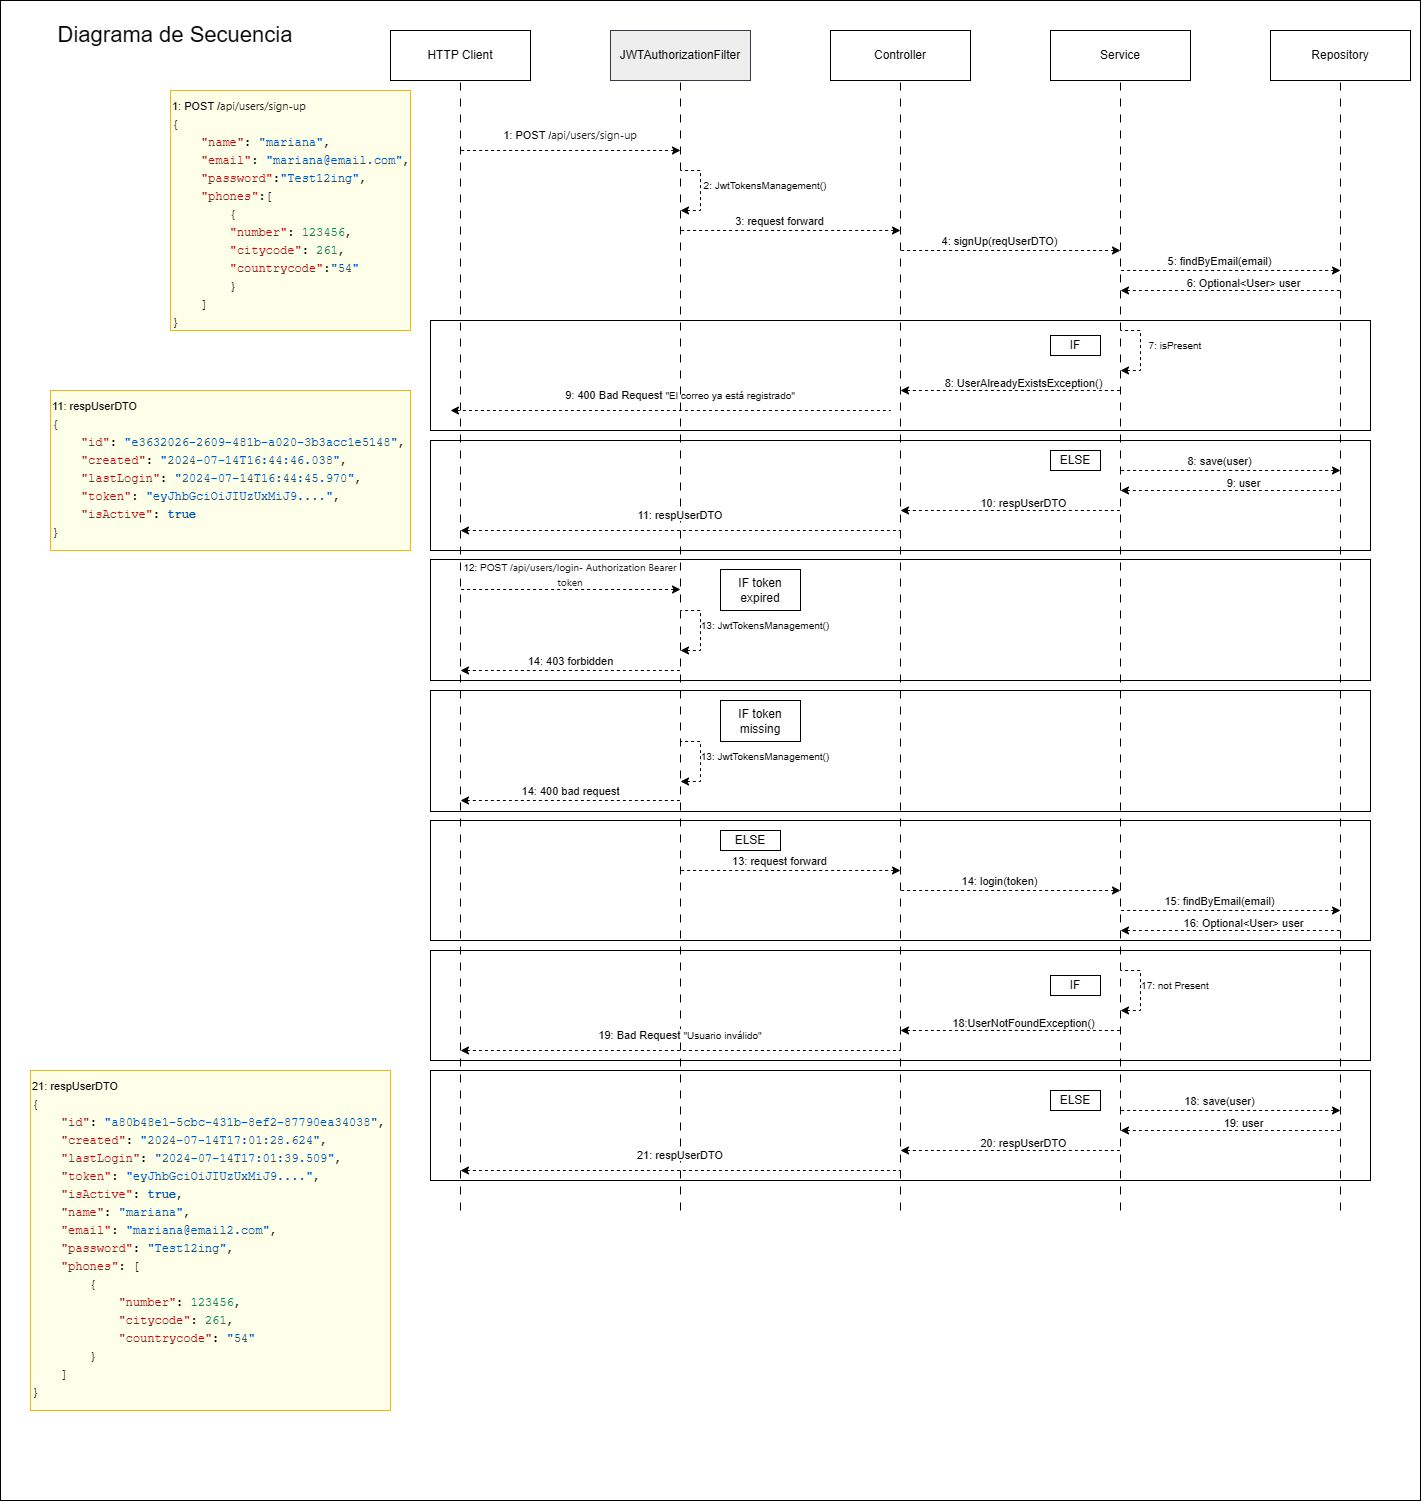 Diagrama de Secuencia
HTTP Client
JWTAuthorizationFilter
Controller
Service
Repository
1: POST /api/users/sign-up
{
"name": "mariana",
"email": "mariana@email.com",
"password":"Test12ing",
"phones":[
{
"number": 123456,
"citycode": 261,
"countrycode":"54"
}
]
}
1: POST /api/users/sign-up
2: JwtTokensManagement()
3: request forward
4: signUp(reqUserDTO)
5: findByEmail(email)
6: Optional<User> user
IF
7: isPresent
8: UserAlreadyExistsException()
9: 400 Bad Request "El correo ya está registrado"
11: respUserDTO
{
"id": "e3632026-2609-481b-a020-3b3acc1e5148",
"created": "2024-07-14T16:44:46.038",
"lastLogin": "2024-07-14T16:44:45.970",
"token": "eyJhbGciOiJIUzUxMiJ9....",
"isActive": true
}
ELSE
8: save(user)
9: user
10: respUserDTO
11: respUserDTO
12: POST /api/users/login- Authorization Bearer
token
IF token
expired
13: JwtTokensManagement()
14: 403 forbidden
IF token
missing
13: JwtTokensManagement()
14: 400 bad request
ELSE
13: request forward
14: login(token)
15: findByEmail(email)
16: Optional<User> user
IF
17: not Present
18:UserNotFoundException()
19: Bad Request "Usuario inválido"
ELSE
18: save(user)
19: user
20: respUserDTO
21: respUserDTO
21: respUserDTO
{
"id": "a80b48e1-5cbc-431b-8ef2-87790ea34038",
"created": "2024-07-14T17:01:28.624",
"lastLogin": "2024-07-14T17:01:39.509",
"token": "eyJhbGciOiJIUzUxMiJ9....",
"isActive": true,
"name": "mariana",
"email": "mariana@email2.com",
"password": "Test12ing",
"phones": [
{
"number": 123456,
"citycode": 261,
"countrycode": "54"
}
]
}